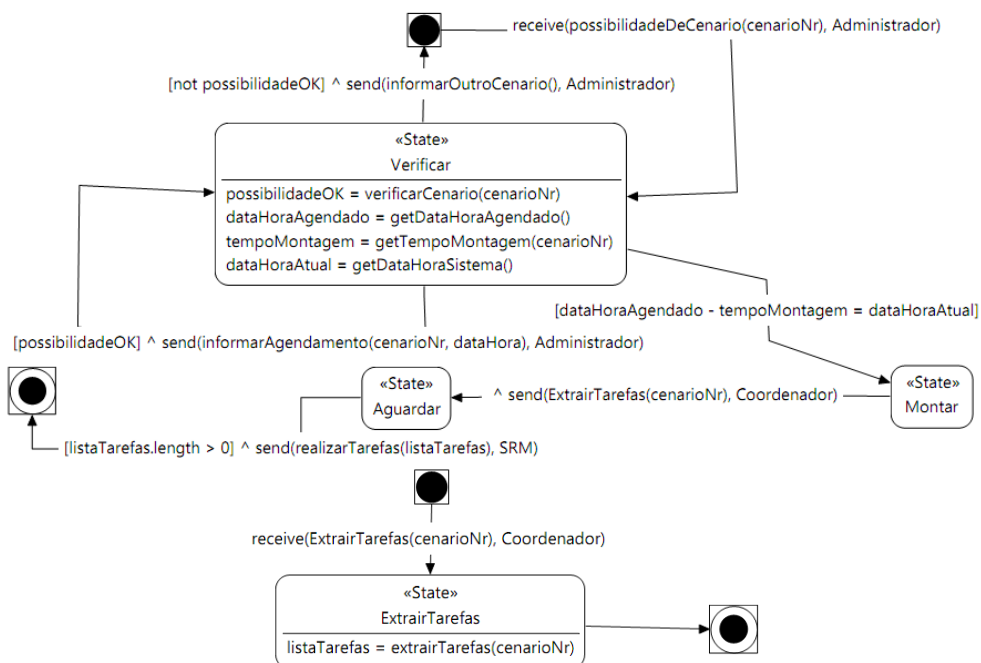 receive(possibilidadeDeCenario(cenarioNr), Administrador)
[not possibilidadeOK] ^ send(informarOutroCenario(), Administrador)
«State»
Verificar
possibilidadeOK = verificarCenario(cenarioNr)
dataHoraAgendado = getDataHoraAgendado()
tempoMontagem = getTempoMontagem(cenarioNr)
dataHoraAtual = getDataHoraSistema()
[dataHoraAgendado - tempoMontagem = dataHoraAtual]
[possibilidadeOK] ^ send(informarAgendamento(cenarioNr, dataHora), Administrador)
«State»
Aguardar
^ send(ExtrairTarefas(cenarioNr), Coordenador)
«State»
Montar
[listaTarefas.length > 0] ^ send(realizarTarefas(listaTarefas), SRM)
receive(ExtrairTarefas(cenarioNr), Coordenador)
«State»
ExtrairTarefas
listaTarefas = extrairTarefas(cenarioNr)